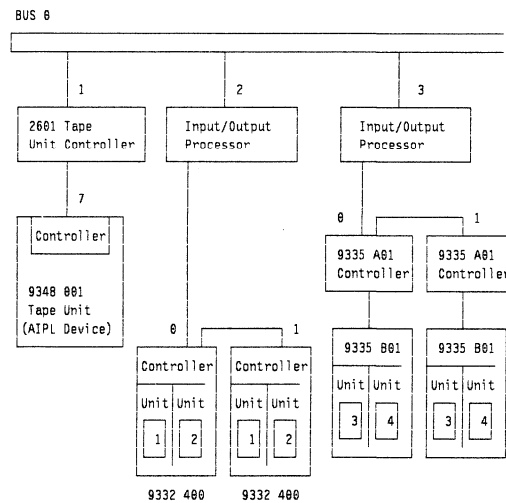 BUS 0
1
2
3
2601 Tape
Unit Controller
Input/Output
Processor
Input/Output
Processor
7
Controller
9348 001
Tape Unit
(AIPL Device)
0
1
9335 A01
Controller
9335 A01
Controller
0
1
Controller
Controller
Unit
Unit
1
2
Unit
Unit
1
2
9335 B01
9335 B01
Unit
Unit
3
4
Unit
Unit
3
4
9332 400
9332 400